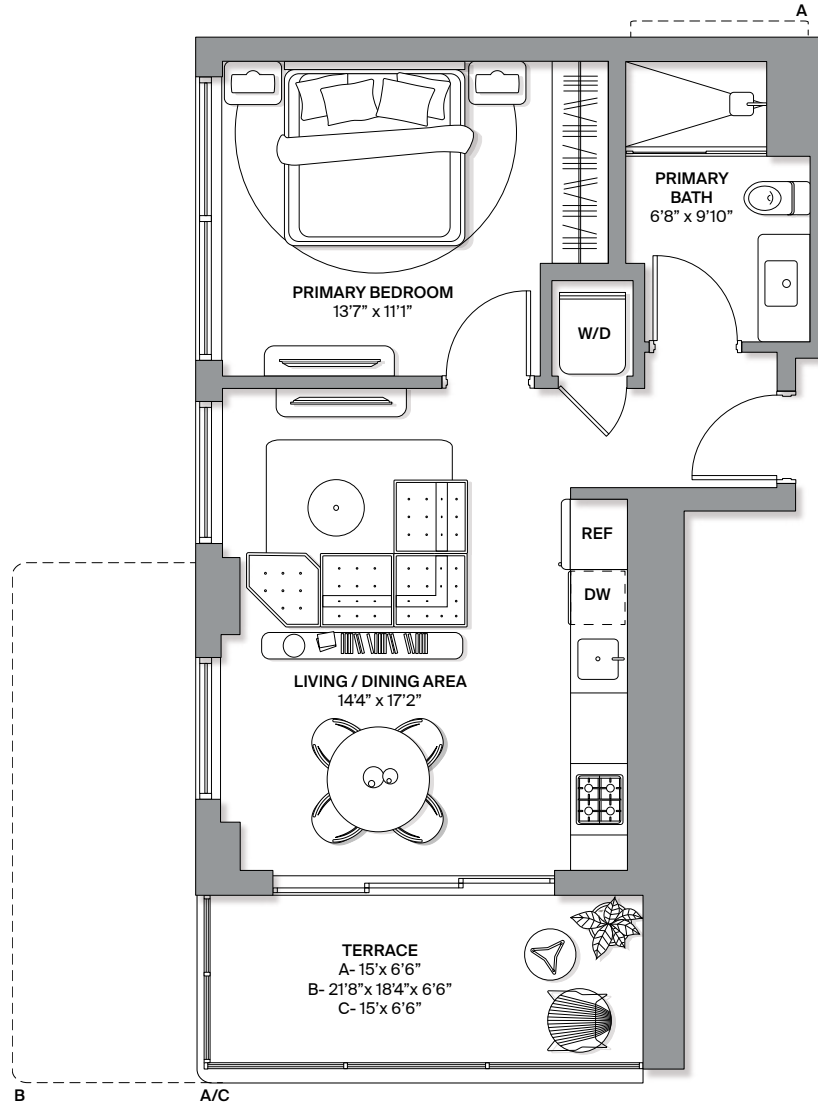 A
PRIMARY
BATH
6'8" x 9'10"
PRIMARY BEDROOM
13'7" x 11'1"
W/D
REF
DW
LIVING / DINING AREA
14'4" x 17'2"
TERRACE
A- 15'x 6'6"
B- 21'8"x 18'4"x 6'6"
C- 15'x 6'6"
B
A/C